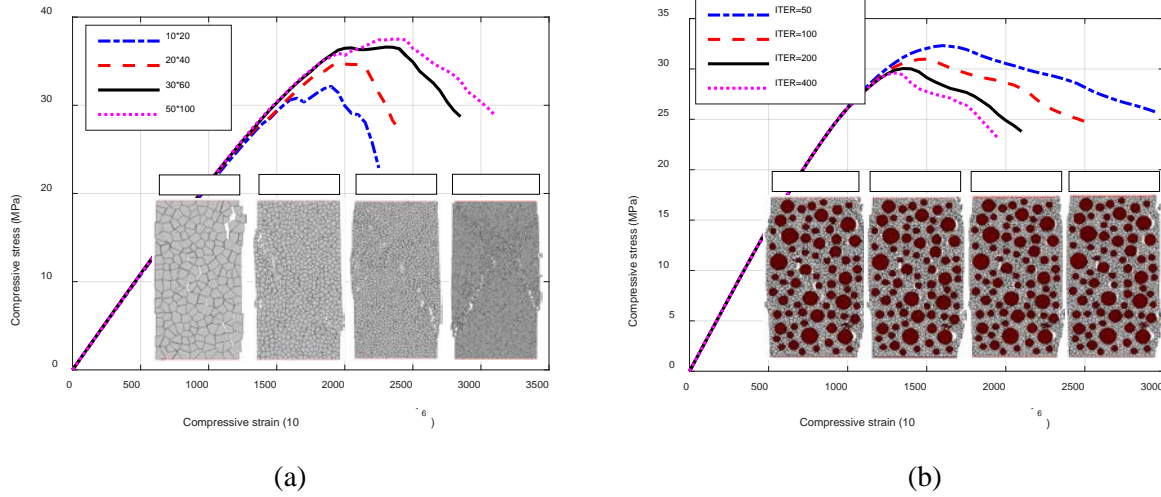 40
10*20
20*40
30*60
50*100
30
20
10
0
Compressive stress (MPa)
0 500 1000 1500 2000 2500 3000 3500
Compressive strain (10 -6 )
(a)
35
ITER=50
ITER=100
ITER=200
ITER=400
30
25
20
15
10
5
0
Compressive stress (MPa)
0 500 1000 1500 2000 2500 3000
Compressive strain (10 -6 )
(b)